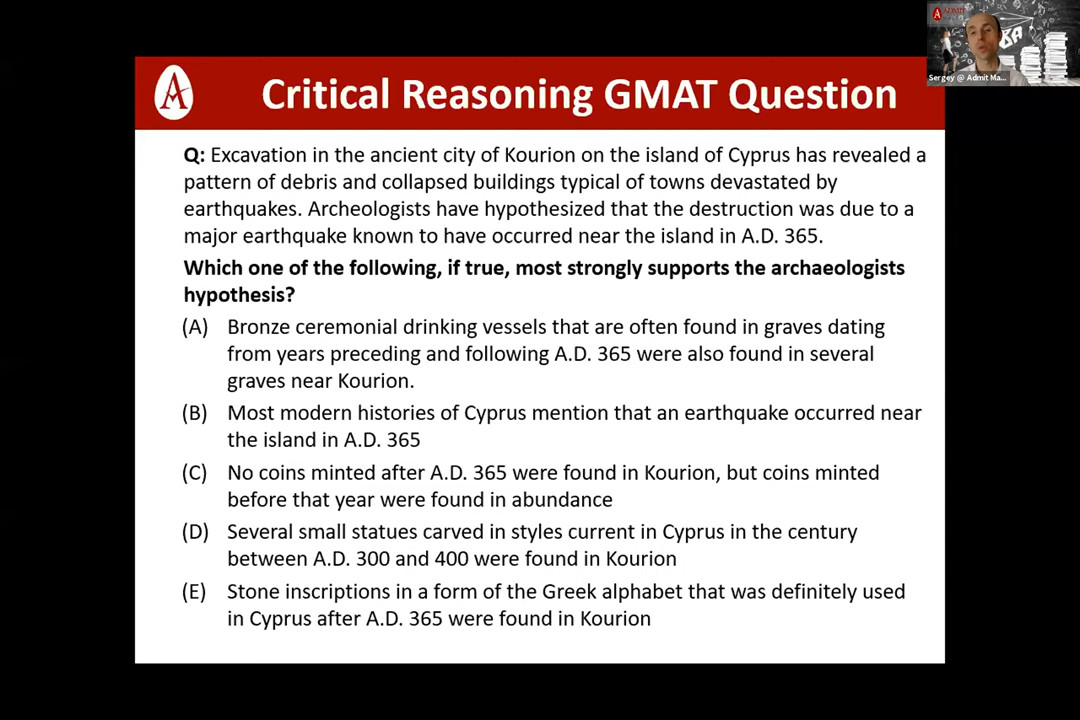 Critical Reasoning GMAT Question
ADMIT
Sergey @ Admit Ma...
Q: Excavation in the ancient city of Kourion on the island of Cyprus has revealed a
pattern of debris and collapsed buildings typical of towns devastated by
earthquakes. Archeologists have hypothesized that the destruction was due to a
major earthquake known to have occurred near the island in A.D. 365.
Which one of the following, if true, most strongly supports the archaeologists
hypothesis?
(A) Bronze ceremonial drinking vessels that are often found in graves dating
from years preceding and following A.D. 365 were also found in several
graves near Kourion.
(B) Most modern histories of Cyprus mention that an earthquake occurred near
the island in A.D. 365
(C) No coins minted after A.D. 365 were found in Kourion, but coins minted
before that year were found in abundance
(D) Several small statues carved in styles current in Cyprus in the century
between A.D. 300 and 400 were found in Kourion
(E) Stone inscriptions in a form of the Greek alphabet that was definitely used
in Cyprus after A.D. 365 were found in Kourion